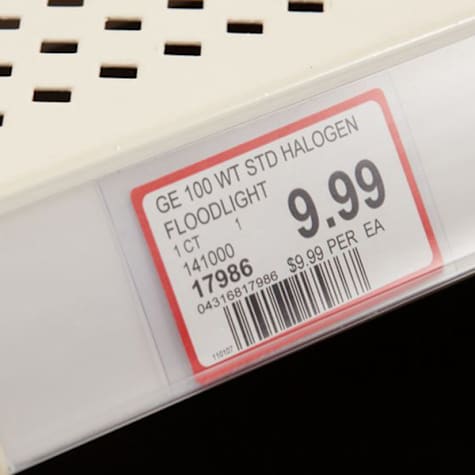 GE 100 WT STD HALOGEN
FLOODLIGHT
1 CT 1
9.99
141000
17986 $9.99 PER EA
04316817986
110107